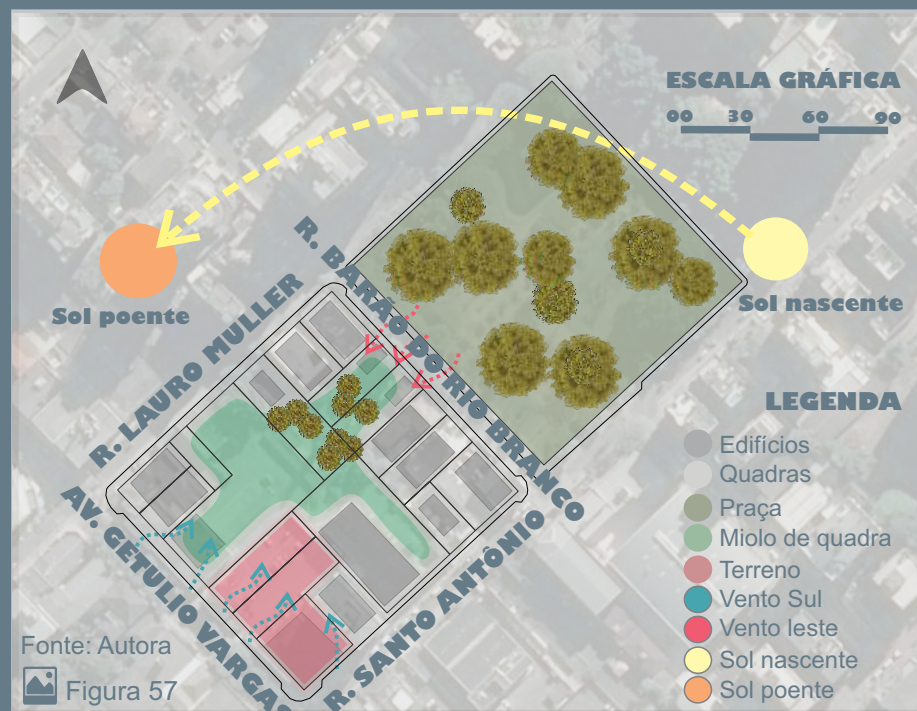 ESCALA GRÁFICA
00 30 60 90
Sol poente
Sol nascente
R. BARÃO DO RIO BRANCO
R. LAURO MULLER
AV. GETÚLIO VARGAS
R. SANTO ANTÔNIO
LEGENDA
Edifícios
Quadras
Praça
Miolo de quadra
Terreno
Vento Sul
Vento leste
Sol nascente
Sol poente
Fonte: Autora
Figura 57